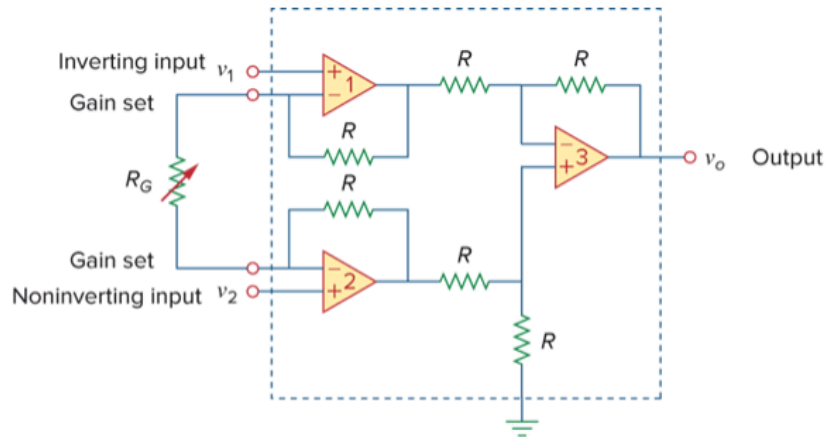 Inverting input v1
Gain set
RG
Gain set
Noninverting input v2
+
−
1
R
R
−
+
2
R
R
−
+
3
R
R
vo Output